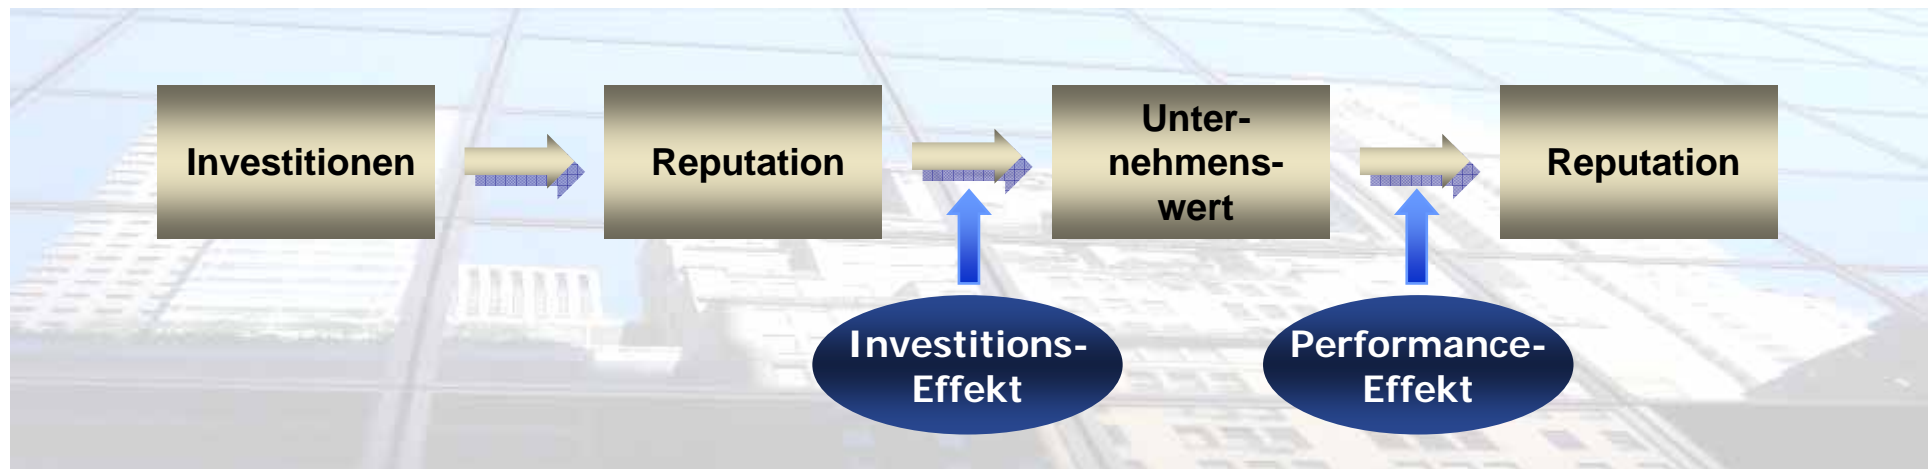 Investitionen
Reputation
Unter-
nehmens-
wert
Reputation
Investitions-
Effekt
Performance-
Effekt